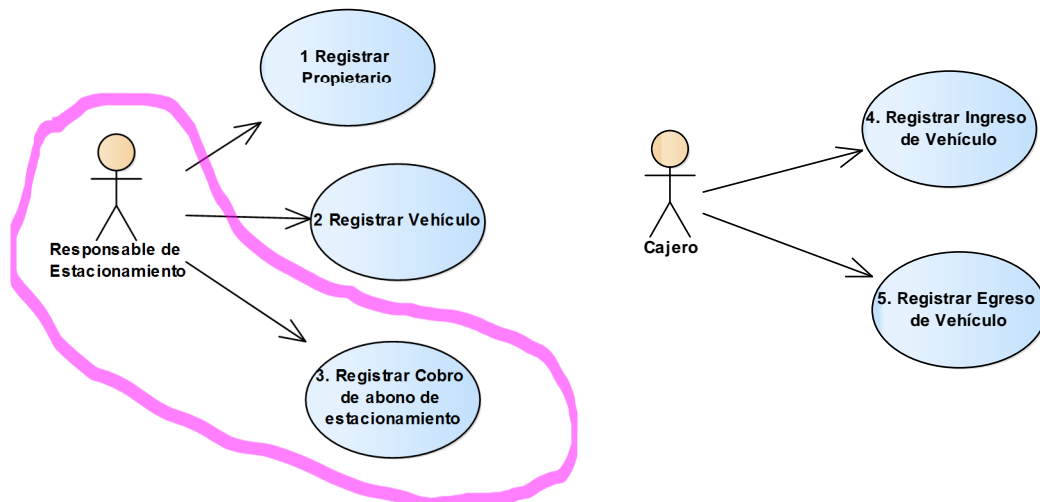 1 Registrar
Propietario
2 Registrar Vehículo
Responsable de
Estacionamiento
3. Registrar Cobro
de abono de
estacionamiento
4. Registrar Ingreso
de Vehículo
Cajero
5. Registrar Egreso
de Vehículo